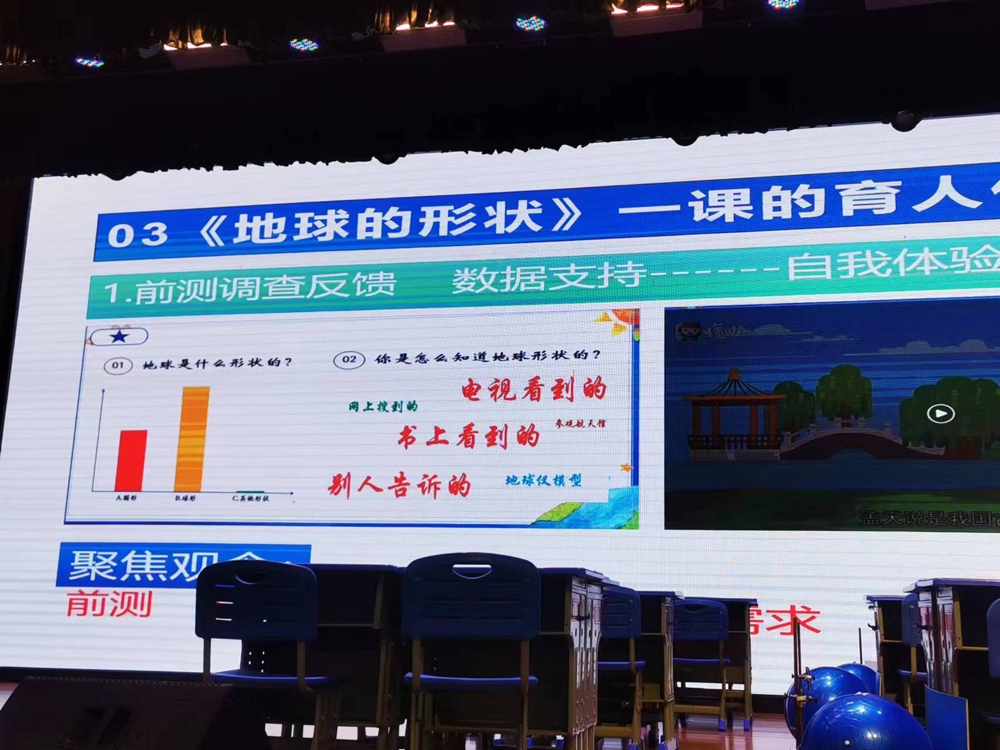 03《地球的形状》一课的育人
1.前测调查反馈 数据支持------自我体验
01 地球是什么形状的?
02 你是怎么知道地球形状的?
电视看到的
网上搜到的
参观航天馆
书上看到的
别人告诉的
地球仪模型
A.圆形 B.球形 C.其他形状
盖天说是我国
聚焦观
前测
需求